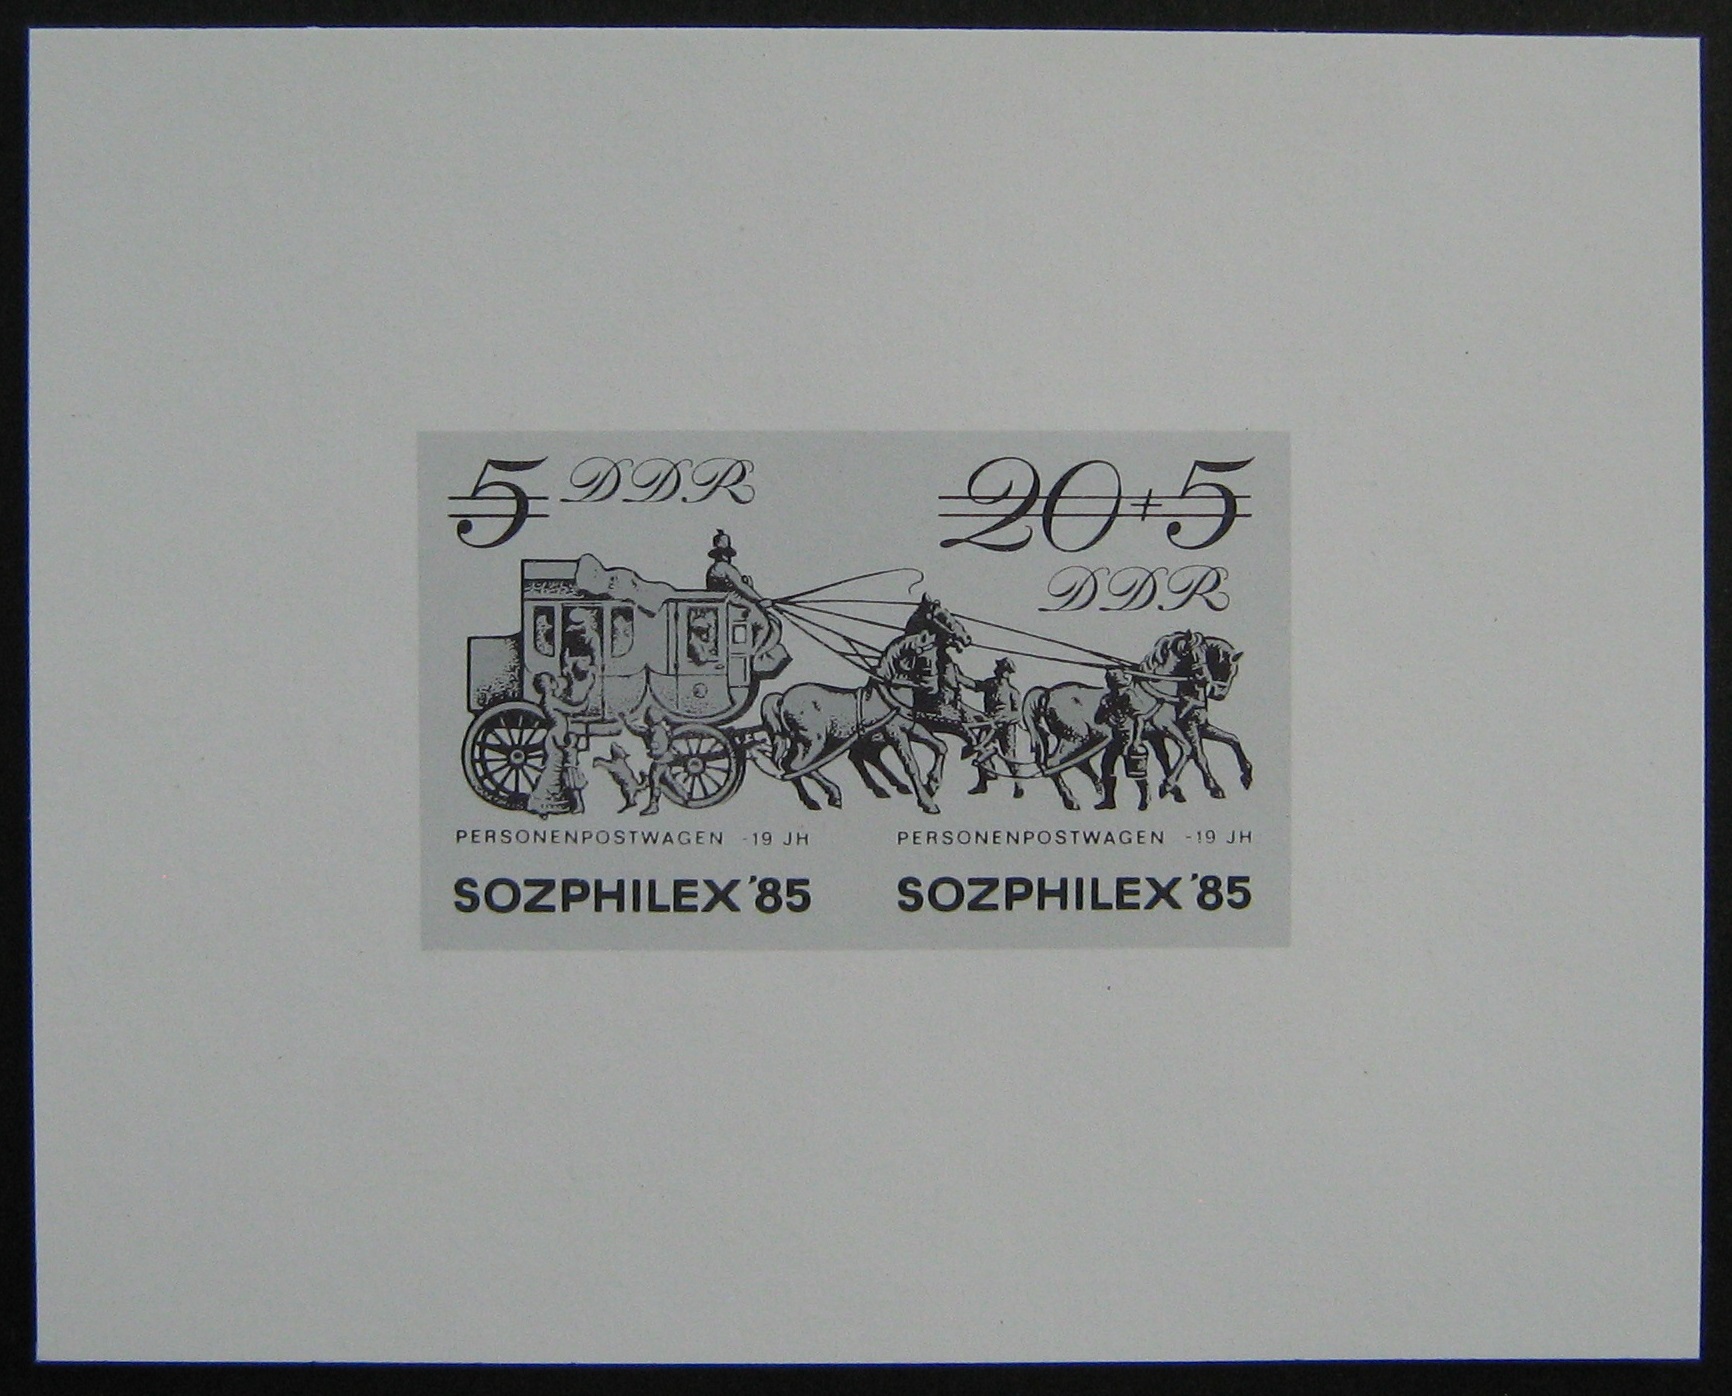 5 DDR
20+5
DDR
PERSONENPOSTWAGEN -19 JH
PERSONENPOSTWAGEN -19 JH
SOZPHILEX '85
SOZPHILEX '85